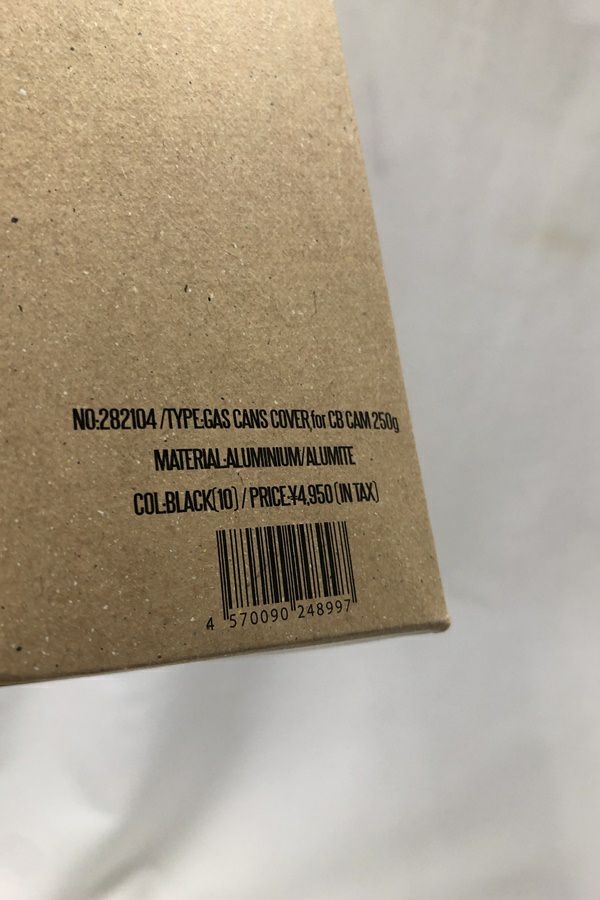 NO:282104 /TYPE:GAS CANS COVER, for CB CAM 250g
MATERIAL:ALUMINIUM/ALUMITE
COL:BLACK(10) / PRICE:¥4,950 (IN TAX)
4 570090 248997